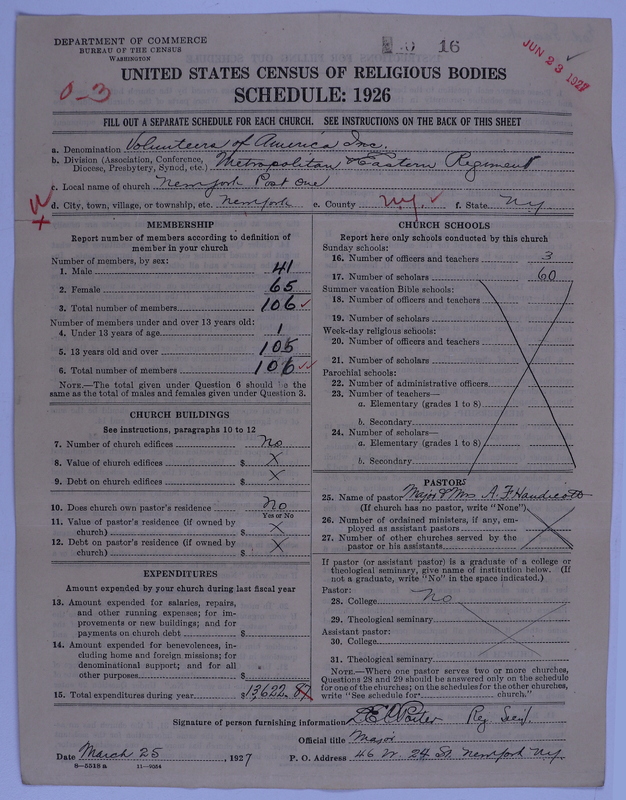 DEPARTMENT OF COMMERCE
BUREAU OF THE CENSUS
WASHINGTON
16
JUN 23 1927
0-3
UNITED STATES CENSUS OF RELIGIOUS BODIES
SCHEDULE: 1926
FILL OUT A SEPARATE SCHEDULE FOR EACH CHURCH. SEE INSTRUCTIONS ON THE BACK OF THIS SHEET
a. Denomination Volunteers of America Inc.
b. Division (Association, Conference, Diocese, Presbytery, Synod, etc.) Metropolitan & Eastern Regiment
c. Local name of church New York Post One
d. City, town, village, or township, etc. New York e. County NY f. State NY
MEMBERSHIP
Report number of members according to definition of
member in your church
Number of members, by sex:
1. Male 41
2. Female 65
3. Total number of members 106
Number of members under and over 13 years old:
4. Under 13 years of age 1
5. 13 years old and over 105
6. Total number of members 106
NOTE.—The total given under Question 6 should be the
same as the total of males and females given under Question 3.
CHURCH BUILDINGS
See instructions, paragraphs 10 to 12
7. Number of church edifices no
8. Value of church edifices $ X
9. Debt on church edifices $ X
10. Does church own pastor's residence no
Yes or No
11. Value of pastor's residence (if owned by
church) $ X
12. Debt on pastor's residence (if owned by
church) $ X
EXPENDITURES
Amount expended by your church during last fiscal year
13. Amount expended for salaries, repairs,
and other running expenses; for im-
provements or new buildings; and for
payments on church debt $
14. Amount expended for benevolences, in-
cluding home and foreign missions; for
denominational support; and for all
other purposes $
15. Total expenditures during year $13622.87
CHURCH SCHOOLS
Report here only schools conducted by this church
Sunday schools:
16. Number of officers and teachers 3
17. Number of scholars 60
Summer vacation Bible schools:
18. Number of officers and teachers
19. Number of scholars
Week-day religious schools:
20. Number of officers and teachers
21. Number of scholars
Parochial schools:
22. Number of administrative officers
23. Number of teachers—
a. Elementary (grades 1 to 8)
b. Secondary
24. Number of scholars—
a. Elementary (grades 1 to 8)
b. Secondary
PASTORS
25. Name of pastor Major & Mrs A. F.
(If church has no pastor, write "None")
26. Number of ordained ministers, if any, em-
ployed as assistant pastors
27. Number of other churches served by the
pastor or his assistants
If pastor (or assistant pastor) is a graduate of a college or
theological seminary, give name of institution below. (If
not a graduate, write "No" in the space indicated.)
Pastor:
28. College No
29. Theological seminary
Assistant pastor:
30. College
31. Theological seminary
NOTE.—Where one pastor serves two or more churches,
Questions 28 and 29 should be answered only on the schedule
for one of the churches; on the schedules for the other churches,
write "See schedule for church."
Signature of person furnishing information Porter Reg
Official title Major
Date March 25, 1927 P. O. Address 46 W. 24 St. New York NY
8—5518 a 11—9054